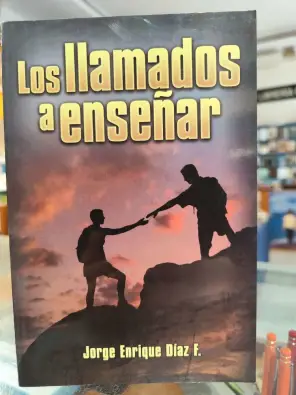 Los llamados
a enseñar
Jorge Enrique Díaz F.